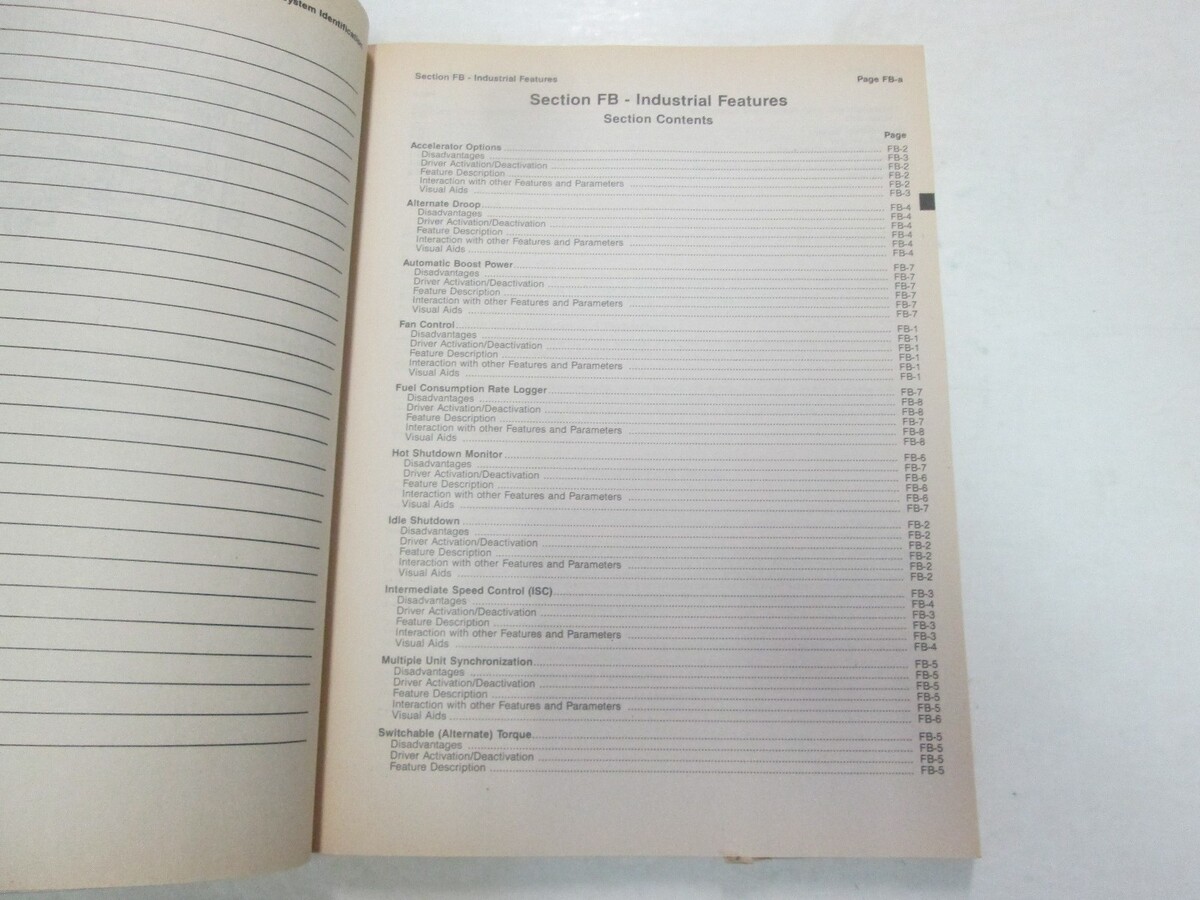 System Identification
Section FB - Industrial Features Page FB-a
Section FB - Industrial Features
Section Contents
Page
Accelerator Options FB-2
Disadvantages FB-3
Driver Activation/Deactivation FB-2
Feature Description FB-2
Interaction with other Features and Parameters FB-2
Visual Aids FB-3
Alternate Droop FB-4
Disadvantages FB-4
Driver Activation/Deactivation FB-4
Feature Description FB-4
Interaction with other Features and Parameters FB-4
Visual Aids FB-4
Automatic Boost Power FB-7
Disadvantages FB-7
Driver Activation/Deactivation FB-7
Feature Description FB-7
Interaction with other Features and Parameters FB-7
Visual Aids FB-7
Fan Control FB-1
Disadvantages FB-1
Driver Activation/Deactivation FB-1
Feature Description FB-1
Interaction with other Features and Parameters FB-1
Visual Aids FB-1
Fuel Consumption Rate Logger FB-7
Disadvantages FB-8
Driver Activation/Deactivation FB-8
Feature Description FB-7
Interaction with other Features and Parameters FB-8
Visual Aids FB-8
Hot Shutdown Monitor FB-6
Disadvantages FB-7
Driver Activation/Deactivation FB-6
Feature Description FB-6
Interaction with other Features and Parameters FB-6
Visual Aids FB-7
Idle Shutdown FB-2
Disadvantages FB-2
Driver Activation/Deactivation FB-2
Feature Description FB-2
Interaction with other Features and Parameters FB-2
Visual Aids FB-2
Intermediate Speed Control (ISC) FB-3
Disadvantages FB-4
Driver Activation/Deactivation FB-3
Feature Description FB-3
Interaction with other Features and Parameters FB-3
Visual Aids FB-4
Multiple Unit Synchronization FB-5
Disadvantages FB-5
Driver Activation/Deactivation FB-5
Feature Description FB-5
Interaction with other Features and Parameters FB-5
Visual Aids FB-6
Switchable (Alternate) Torque FB-5
Disadvantages FB-5
Driver Activation/Deactivation FB-5
Feature Description FB-5